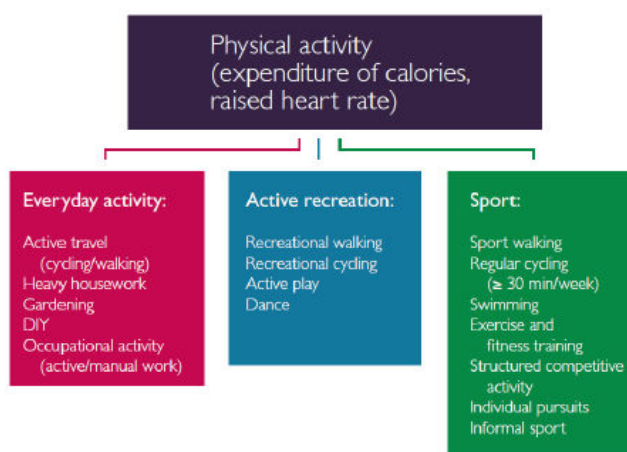 Physical activity
(expenditure of calories,
raised heart rate)
Everyday activity:
Active travel
(cycling/walking)
Heavy housework
Gardening
DIY
Occupational activity
(active/manual work)
Active recreation:
Recreational walking
Recreational cycling
Active play
Dance
Sport:
Sport walking
Regular cycling
(≥ 30 min/week)
Swimming
Exercise and
fitness training
Structured competitive
activity
Individual pursuits
Informal sport